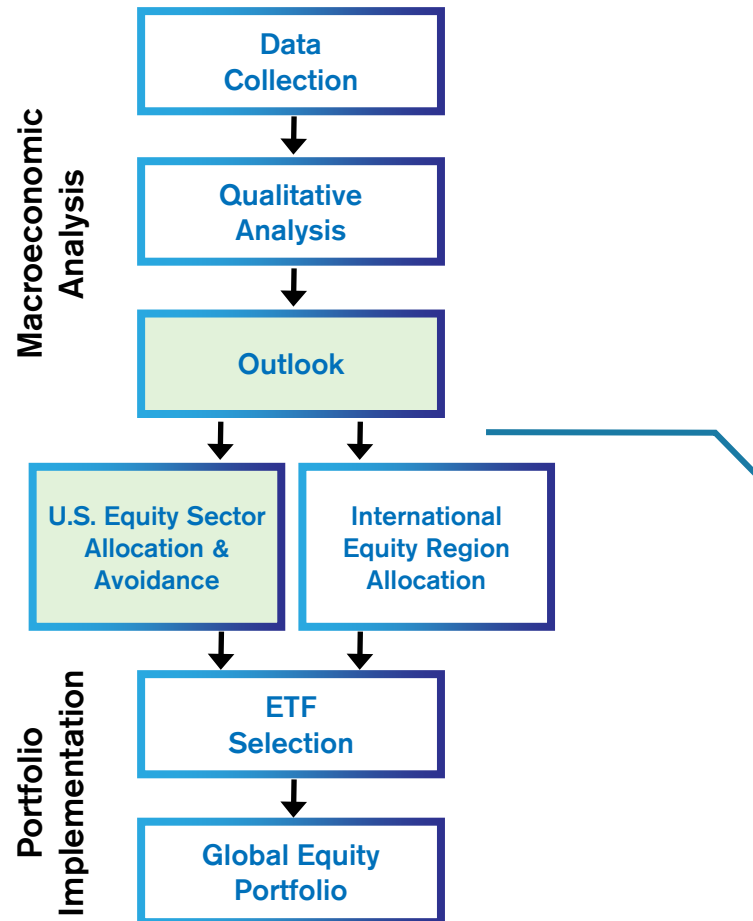 Macroeconomic
Analysis
Data
Collection
Qualitative
Analysis
Outlook
U.S. Equity Sector
Allocation &
Avoidance
International
Equity Region
Allocation
Portfolio
Implementation
ETF
Selection
Global Equity
Portfolio